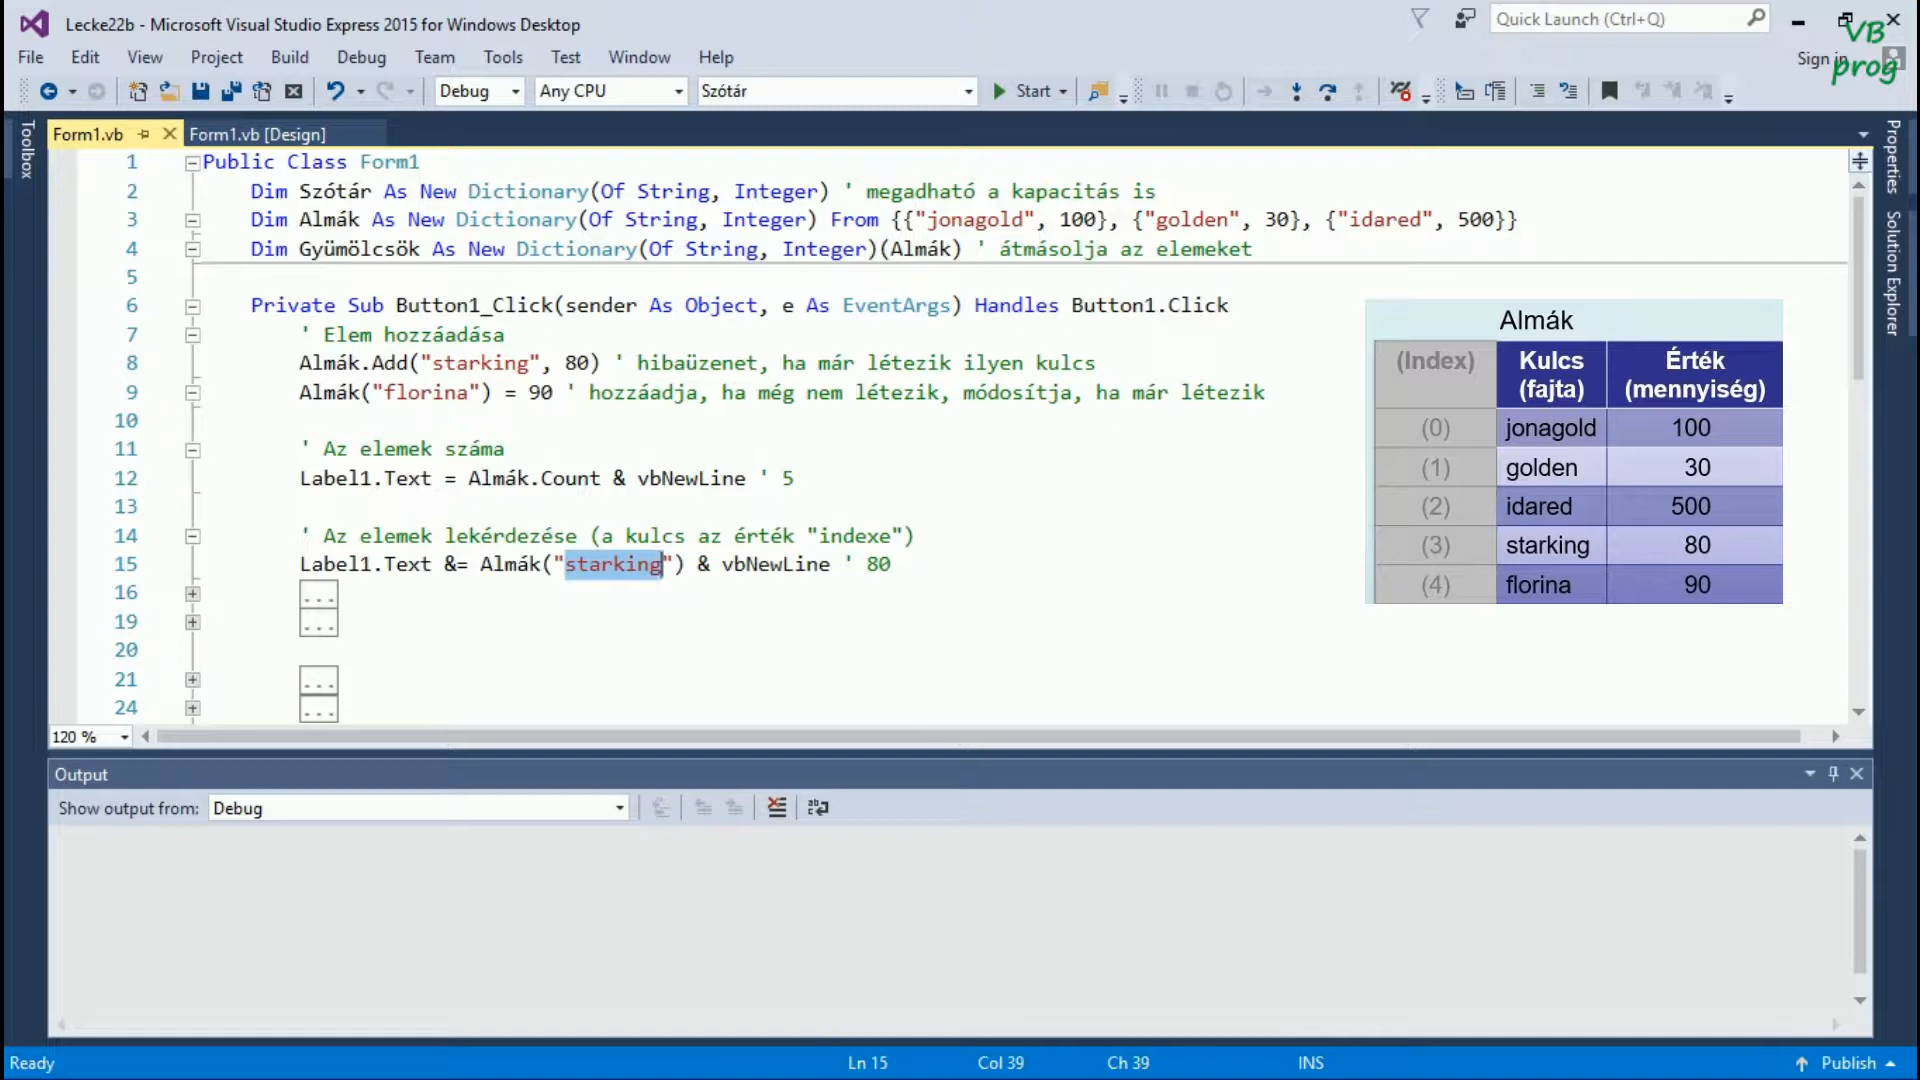 Lecke22b - Microsoft Visual Studio Express 2015 for Windows Desktop
Quick Launch (Ctrl+Q)
VB
prog
File Edit View Project Build Debug Team Tools Test Window Help
Sign in
Debug Any CPU Szótár Start
Toolbox
Form1.vb Form1.vb [Design]
Properties
Solution Explorer
1 Public Class Form1
2 Dim Szótár As New Dictionary(Of String, Integer) ' megadható a kapacitás is
3 Dim Almák As New Dictionary(Of String, Integer) From {{"jonagold", 100}, {"golden", 30}, {"idared", 500}}
4 Dim Gyümölcsök As New Dictionary(Of String, Integer)(Almák) ' átmásolja az elemeket
5
6 Private Sub Button1_Click(sender As Object, e As EventArgs) Handles Button1.Click
7 ' Elem hozzáadása
8 Almák.Add("starking", 80) ' hibaüzenet, ha már létezik ilyen kulcs
9 Almák("florina") = 90 ' hozzáadja, ha még nem létezik, módosítja, ha már létezik
10
11 ' Az elemek száma
12 Label1.Text = Almák.Count & vbNewLine ' 5
13
14 ' Az elemek lekérdezése (a kulcs az érték "indexe")
15 Label1.Text &= Almák("starking") & vbNewLine ' 80
16 ...
19 ...
20
21 ...
24 ...
Almák
(Index) Kulcs (fajta) Érték (mennyiség)
(0) jonagold 100
(1) golden 30
(2) idared 500
(3) starking 80
(4) florina 90
120 %
Output
Show output from: Debug
Ready Ln 15 Col 39 Ch 39 INS Publish